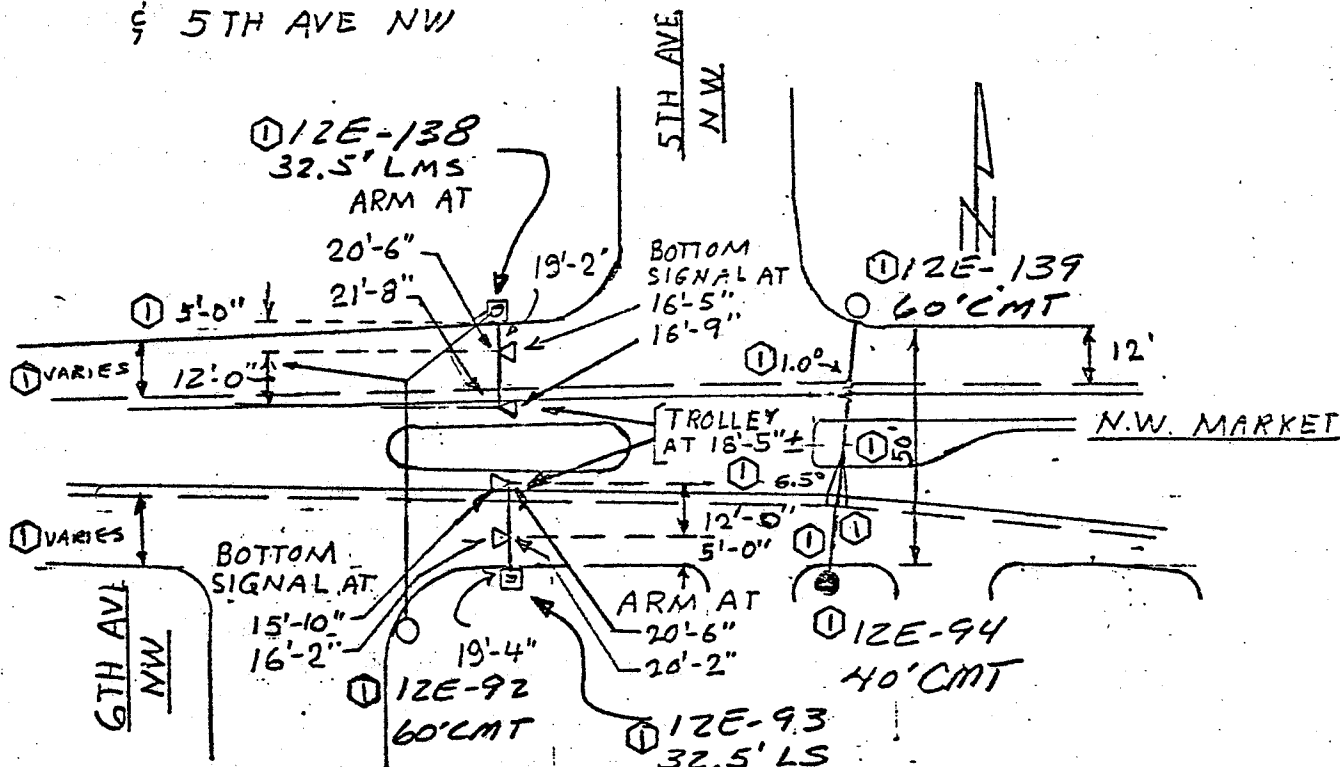 & 5TH AVE NW
5TH AVE
NW
1 12E-138
32.5' LMS
ARM AT
20'-6"
21'-8"
19'-2"
BOTTOM
SIGNAL AT
16'-5"
16'-9"
N
1 12E-139
60'CMT
1 5'-0"
1 VARIES
12'-0"
1 1.0°
12'
TROLLEY
AT 18'-5"±
1
50'
N.W. MARKET
1 6.5°
1 VARIES
12'-0"
5'-0"
1
1
BOTTOM
SIGNAL AT
15'-10"
16'-2"
19'-4"
ARM AT
20'-6"
20'-2"
6TH AVE
NW
1 12E-92
60'CMT
1 12E-93
32.5' LS
1 12E-94
40'CMT